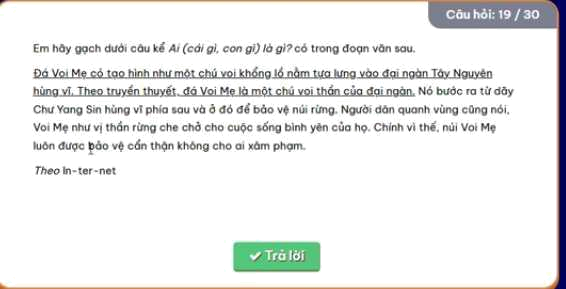 Câu hỏi: 19 / 30
Em hãy gạch dưới câu kể Ai (cái gì, con gì) là gì? có trong đoạn văn sau.
Đá Voi Mẹ có tạo hình như một chú voi khổng lồ nằm tựa lưng vào đại ngàn Tây Nguyên
hùng vĩ. Theo truyền thuyết, đá Voi Mẹ là một chú voi thần của đại ngàn. Nó bước ra từ dãy
Chư Yang Sin hùng vĩ phía sau và ở đó để bảo vệ núi rừng. Người dân quanh vùng cũng nói,
Voi Mẹ như vị thần rừng che chở cho cuộc sống bình yên của họ. Chính vì thế, núi Voi Mẹ
luôn được bảo vệ cẩn thận không cho ai xâm phạm.
Theo In-ter-net
Trả lời